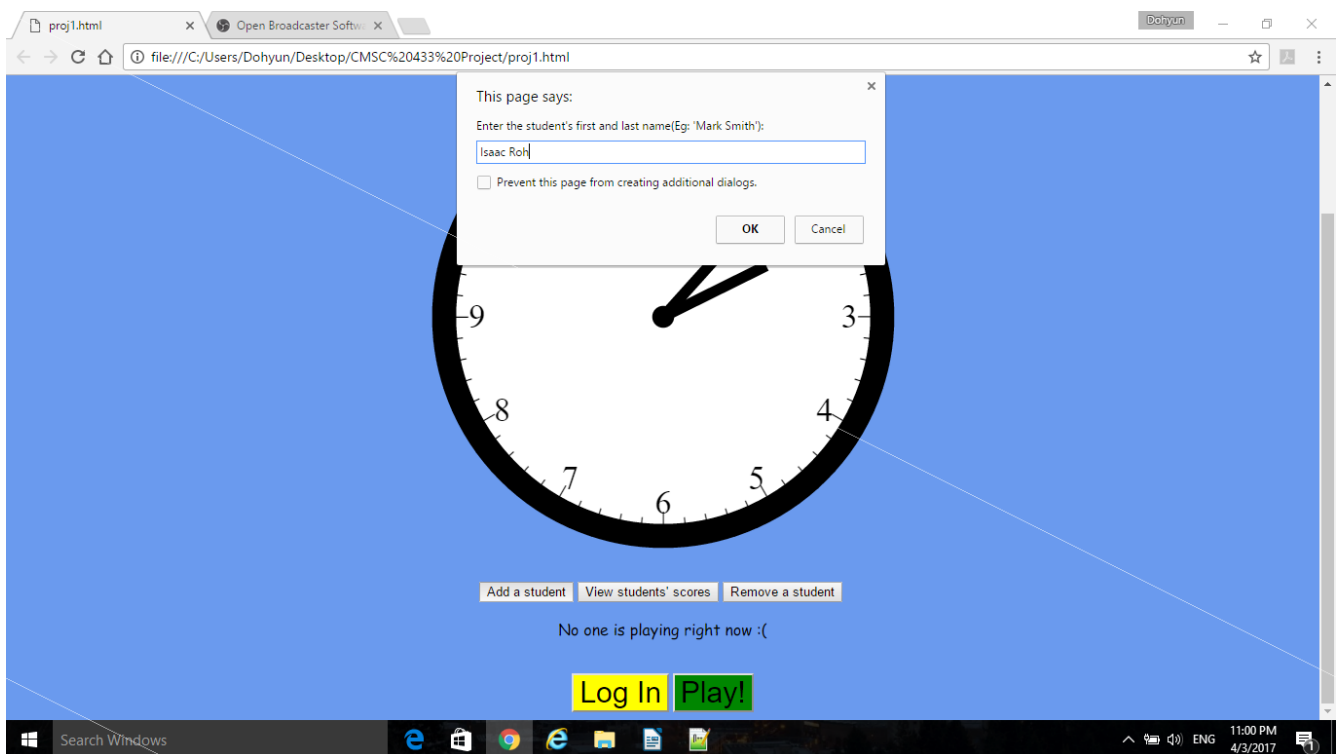 proj1.html
Open Broadcaster Softw
Dohyun
file:///C:/Users/Dohyun/Desktop/CMSC%20433%20Project/proj1.html
This page says:
Enter the student's first and last name(Eg: 'Mark Smith'):
Isaac Roh
Prevent this page from creating additional dialogs.
OK Cancel
9 3
8 4
7 5
6
Add a student View students' scores Remove a student
No one is playing right now :(
Log In Play!
Search Windows
ENG 11:00 PM
4/3/2017